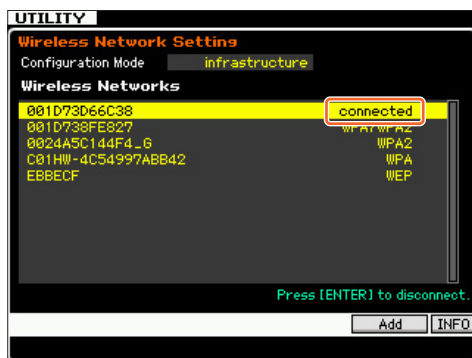 UTILITY
Wireless Network Setting
Configuration Mode infrastructure
Wireless Networks
001D73D66C38 connected
001D738FE827 WPA/WPA2
0024A5C144F4_G WPA2
C01HW-4C54997ABB42 WPA
EBBECF WEP
Press [ENTER] to disconnect.
Add INFO